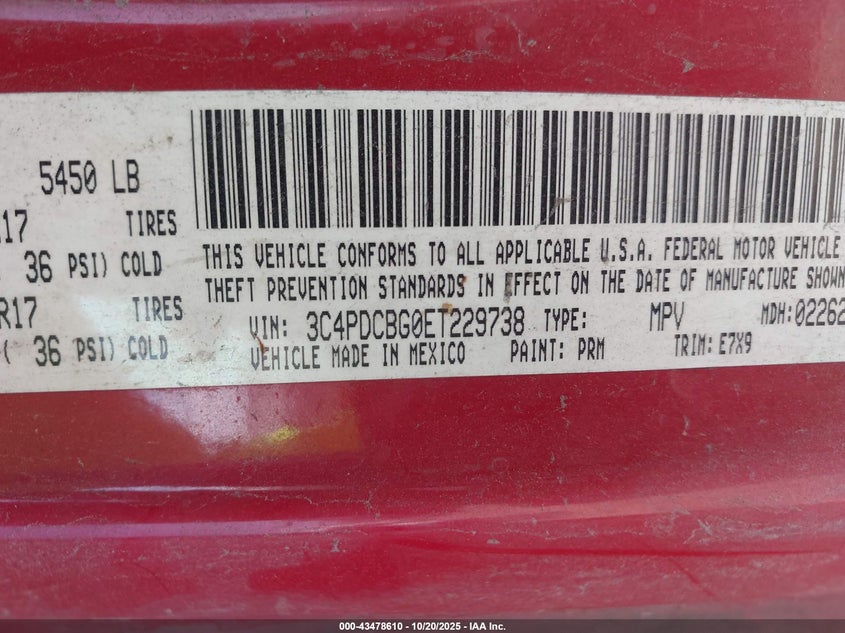 5450 LB
17 TIRES
36 PSI) COLD
R17 TIRES
( 36 PSI) COLD
THIS VEHICLE CONFORMS TO ALL APPLICABLE U.S.A. FEDERAL MOTOR VEHICLE
THEFT PREVENTION STANDARDS IN EFFECT ON THE DATE OF MANUFACTURE SHOWN
VIN: 3C4PDCBG0ET229738 TYPE: MPV MDH:02262
VEHICLE MADE IN MEXICO PAINT: PRM TRIM: E7X9
000-43478610 | 10/20/2025 - IAA Inc.